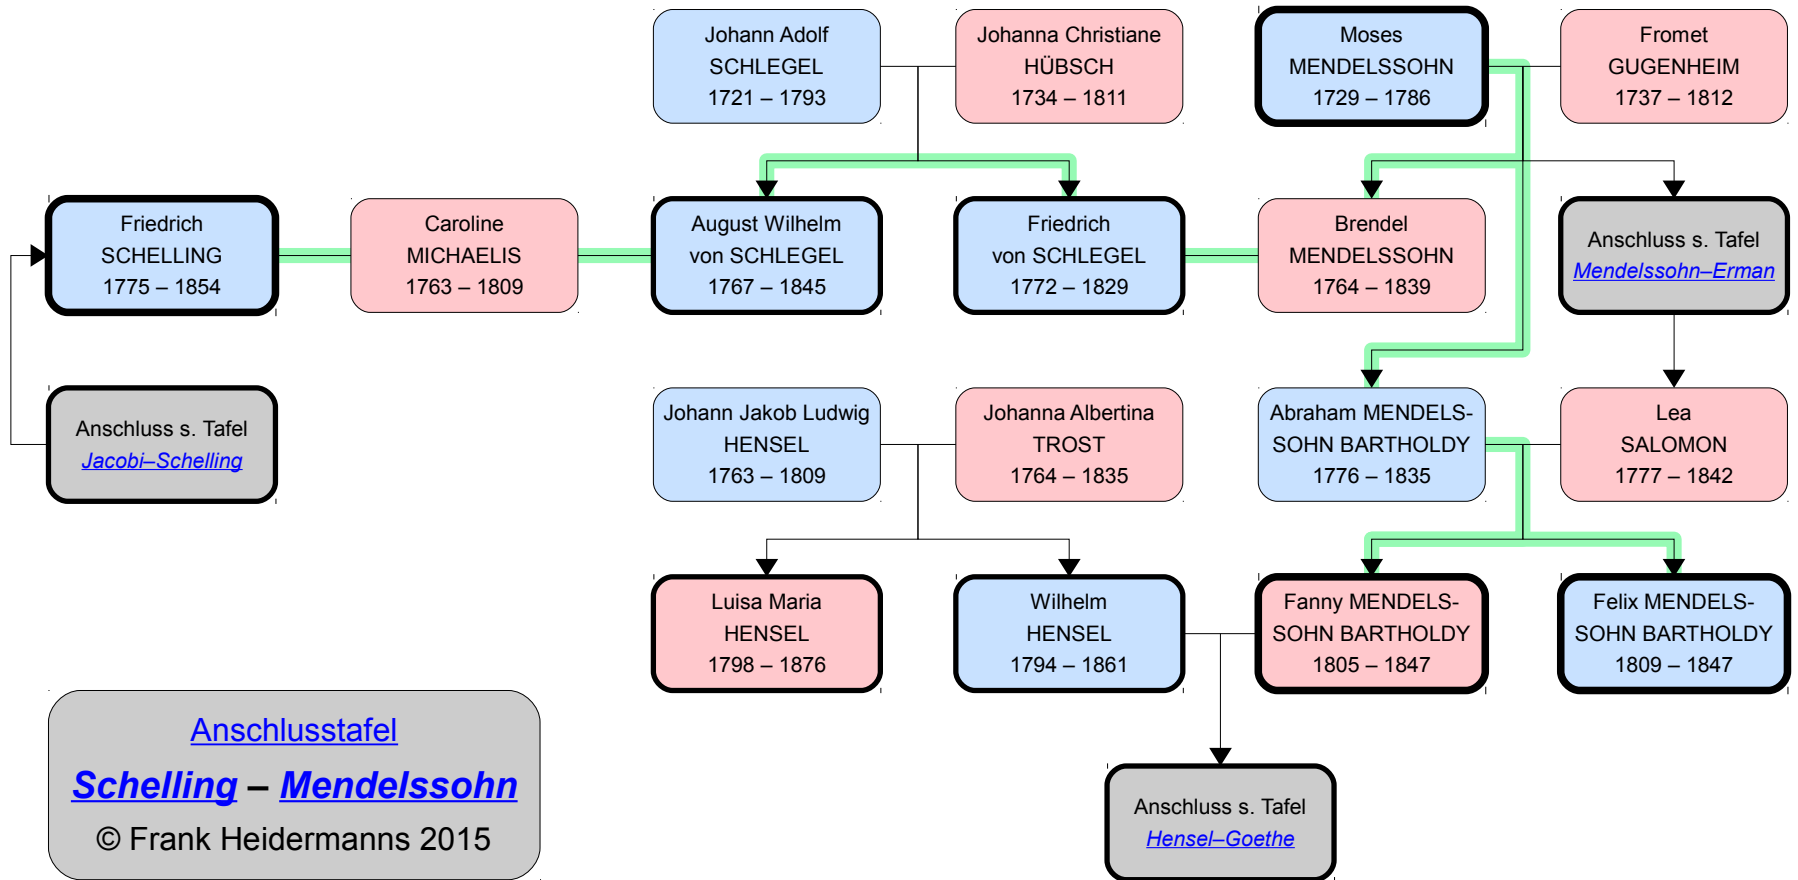 Johann Adolf
SCHLEGEL
1721 – 1793
Johanna Christiane
HÜBSCH
1734 – 1811
Moses
MENDELSSOHN
1729 – 1786
Fromet
GUGENHEIM
1737 – 1812
Friedrich
SCHELLING
1775 – 1854
Caroline
MICHAELIS
1763 – 1809
August Wilhelm
von SCHLEGEL
1767 – 1845
Friedrich
von SCHLEGEL
1772 – 1829
Brendel
MENDELSSOHN
1764 – 1839
Anschluss s. Tafel
Mendelssohn–Erman
Anschluss s. Tafel
Jacobi–Schelling
Johann Jakob Ludwig
HENSEL
1763 – 1809
Johanna Albertina
TROST
1764 – 1835
Abraham MENDELS-
SOHN BARTHOLDY
1776 – 1835
Lea
SALOMON
1777 – 1842
Luisa Maria
HENSEL
1798 – 1876
Wilhelm
HENSEL
1794 – 1861
Fanny MENDELS-
SOHN BARTHOLDY
1805 – 1847
Felix MENDELS-
SOHN BARTHOLDY
1809 – 1847
Anschlusstafel
Schelling – Mendelssohn
© Frank Heidermanns 2015
Anschluss s. Tafel
Hensel–Goethe